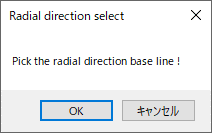 Radial direction select
Pick the radial direction base line !
OK
キャンセル